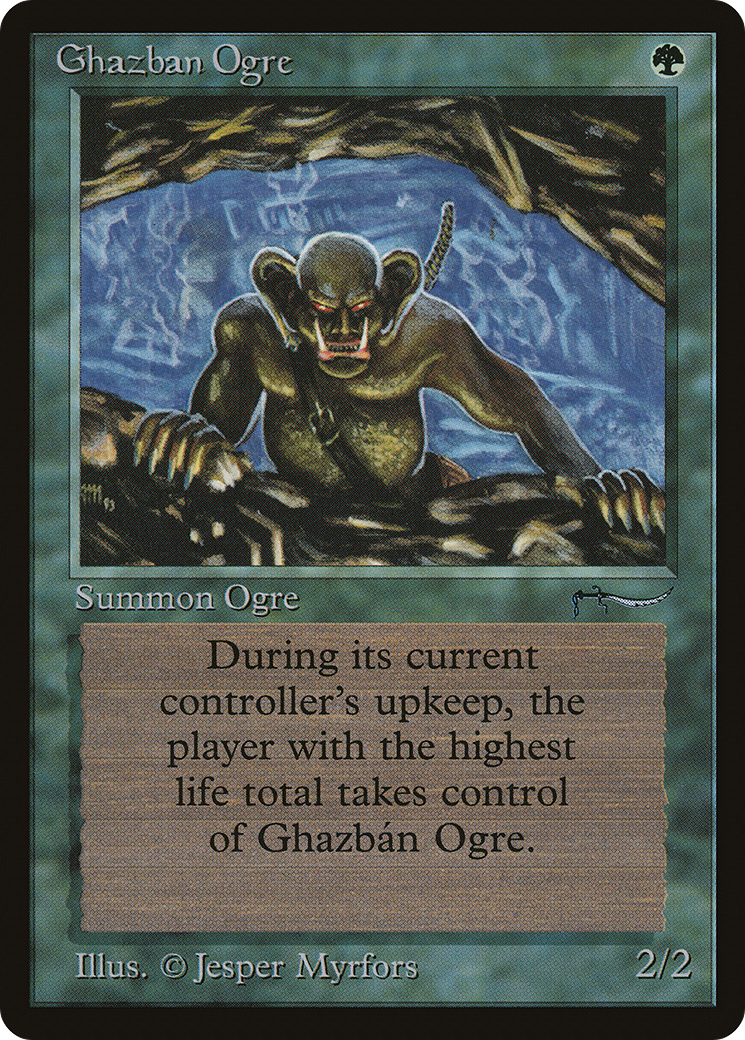 Ghazban Ogre
Summon Ogre
During its current
controller's upkeep, the
player with the highest
life total takes control
of Ghazbán Ogre.
Illus. © Jesper Myrfors
2/2